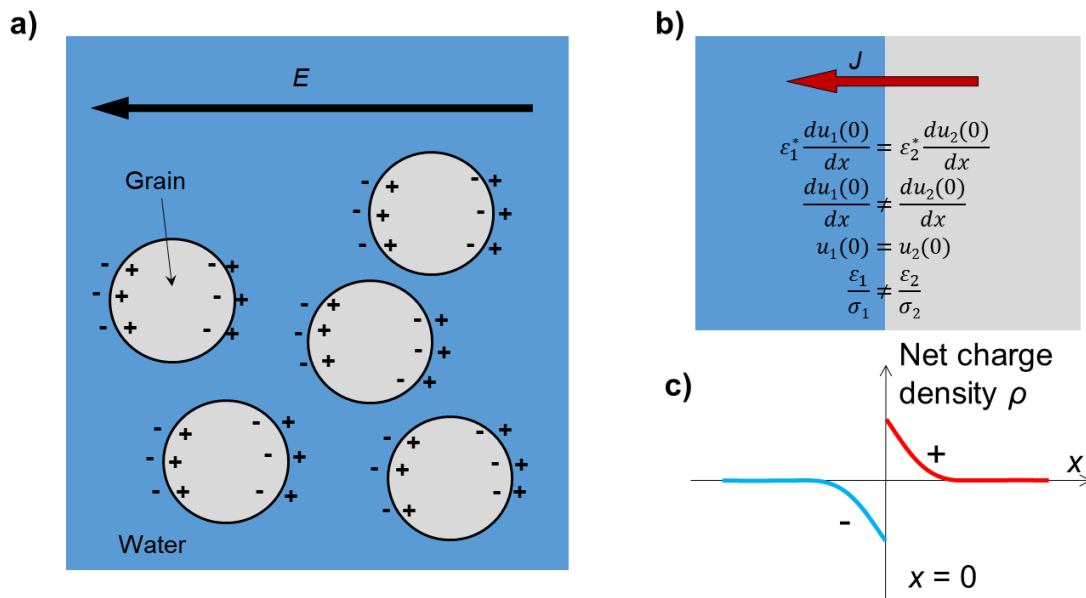 a)
E
Grain
Water
b)
J
ε₁* du₁(0)/dx = ε₂* du₂(0)/dx
du₁(0)/dx ≠ du₂(0)/dx
u₁(0) = u₂(0)
ε₁/σ₁ ≠ ε₂/σ₂
c)
Net charge
density ρ
+
x
-
x = 0